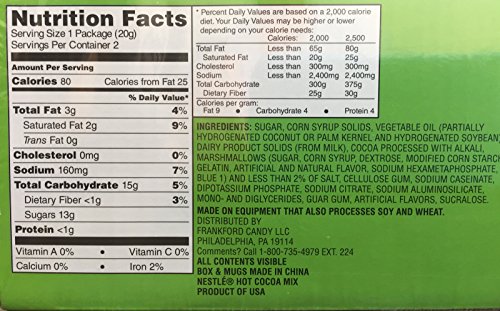 Nutrition Facts
Serving Size 1 Package (20g)
Servings Per Container 2
Amount Per Serving
Calories 80 Calories from Fat 25
% Daily Value*
Total Fat 3g 4%
Saturated Fat 2g 9%
Trans Fat 0g
Cholesterol 0mg 0%
Sodium 160mg 7%
Total Carbohydrate 15g 5%
Dietary Fiber <1g 3%
Sugars 13g
Protein <1g
Vitamin A 0% • Vitamin C 0%
Calcium 0% • Iron 2%
* Percent Daily Values are based on a 2,000 calorie
diet. Your Daily Values may be higher or lower
depending on your calorie needs:
Calories: 2,000 2,500
Total Fat Less than 65g 80g
Saturated Fat Less than 20g 25g
Cholesterol Less than 300mg 300mg
Sodium Less than 2,400mg 2,400mg
Total Carbohydrate 300g 375g
Dietary Fiber 25g 30g
Calories per gram:
Fat 9 • Carbohydrate 4 • Protein 4
INGREDIENTS: SUGAR, CORN SYRUP SOLIDS, VEGETABLE OIL (PARTIALLY
HYDROGENATED COCONUT OR PALM KERNEL AND HYDROGENATED SOYBEAN
DAIRY PRODUCT SOLIDS (FROM MILK), COCOA PROCESSED WITH ALKALI,
MARSHMALLOWS (SUGAR, CORN SYRUP, DEXTROSE, MODIFIED CORN STARCH
GELATIN, ARTIFICIAL AND NATURAL FLAVOR, SODIUM HEXAMETAPHOSPHATE,
BLUE 1) AND LESS THAN 2% OF SALT, CELLULOSE GUM, SODIUM CASEINATE,
DIPOTASSIUM PHOSPHATE, SODIUM CITRATE, SODIUM ALUMINOSILICATE,
MONO- AND DIGLYCERIDES, GUAR GUM, ARTIFICIAL FLAVORS, SUCRALOSE.
MADE ON EQUIPMENT THAT ALSO PROCESSES SOY AND WHEAT.
DISTRIBUTED BY
FRANKFORD CANDY LLC
PHILADELPHIA, PA 19114
Comments? Call 1-800-735-4979 EXT. 224
ALL CONTENTS VISIBLE
BOX & MUGS MADE IN CHINA
NESTLÉ® HOT COCOA MIX
PRODUCT OF USA